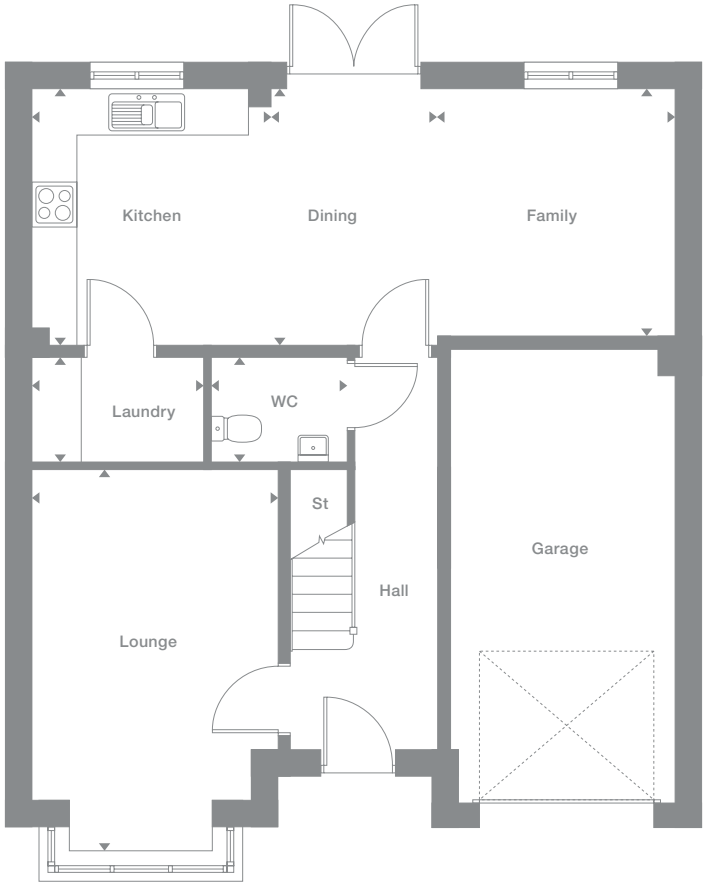 Kitchen
Dining
Family
WC
Laundry
St
Garage
Hall
Lounge